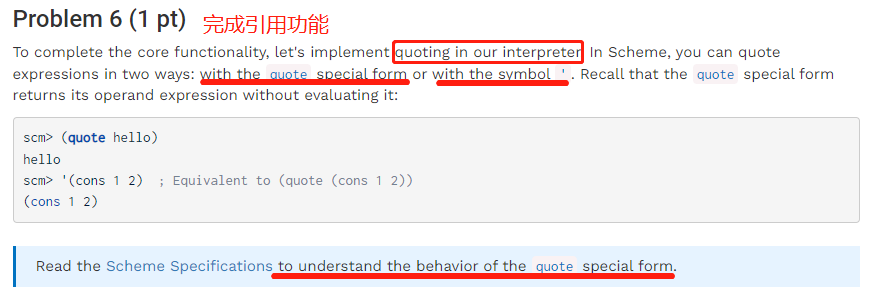 Problem 6 (1 pt) 完成引用功能
To complete the core functionality, let's implement quoting in our interpreter. In Scheme, you can quote
expressions in two ways: with the quote special form or with the symbol '. Recall that the quote special form
returns its operand expression without evaluating it:
scm> (quote hello)
hello
scm> '(cons 1 2)  ; Equivalent to (quote (cons 1 2))
(cons 1 2)
Read the Scheme Specifications to understand the behavior of the quote special form.